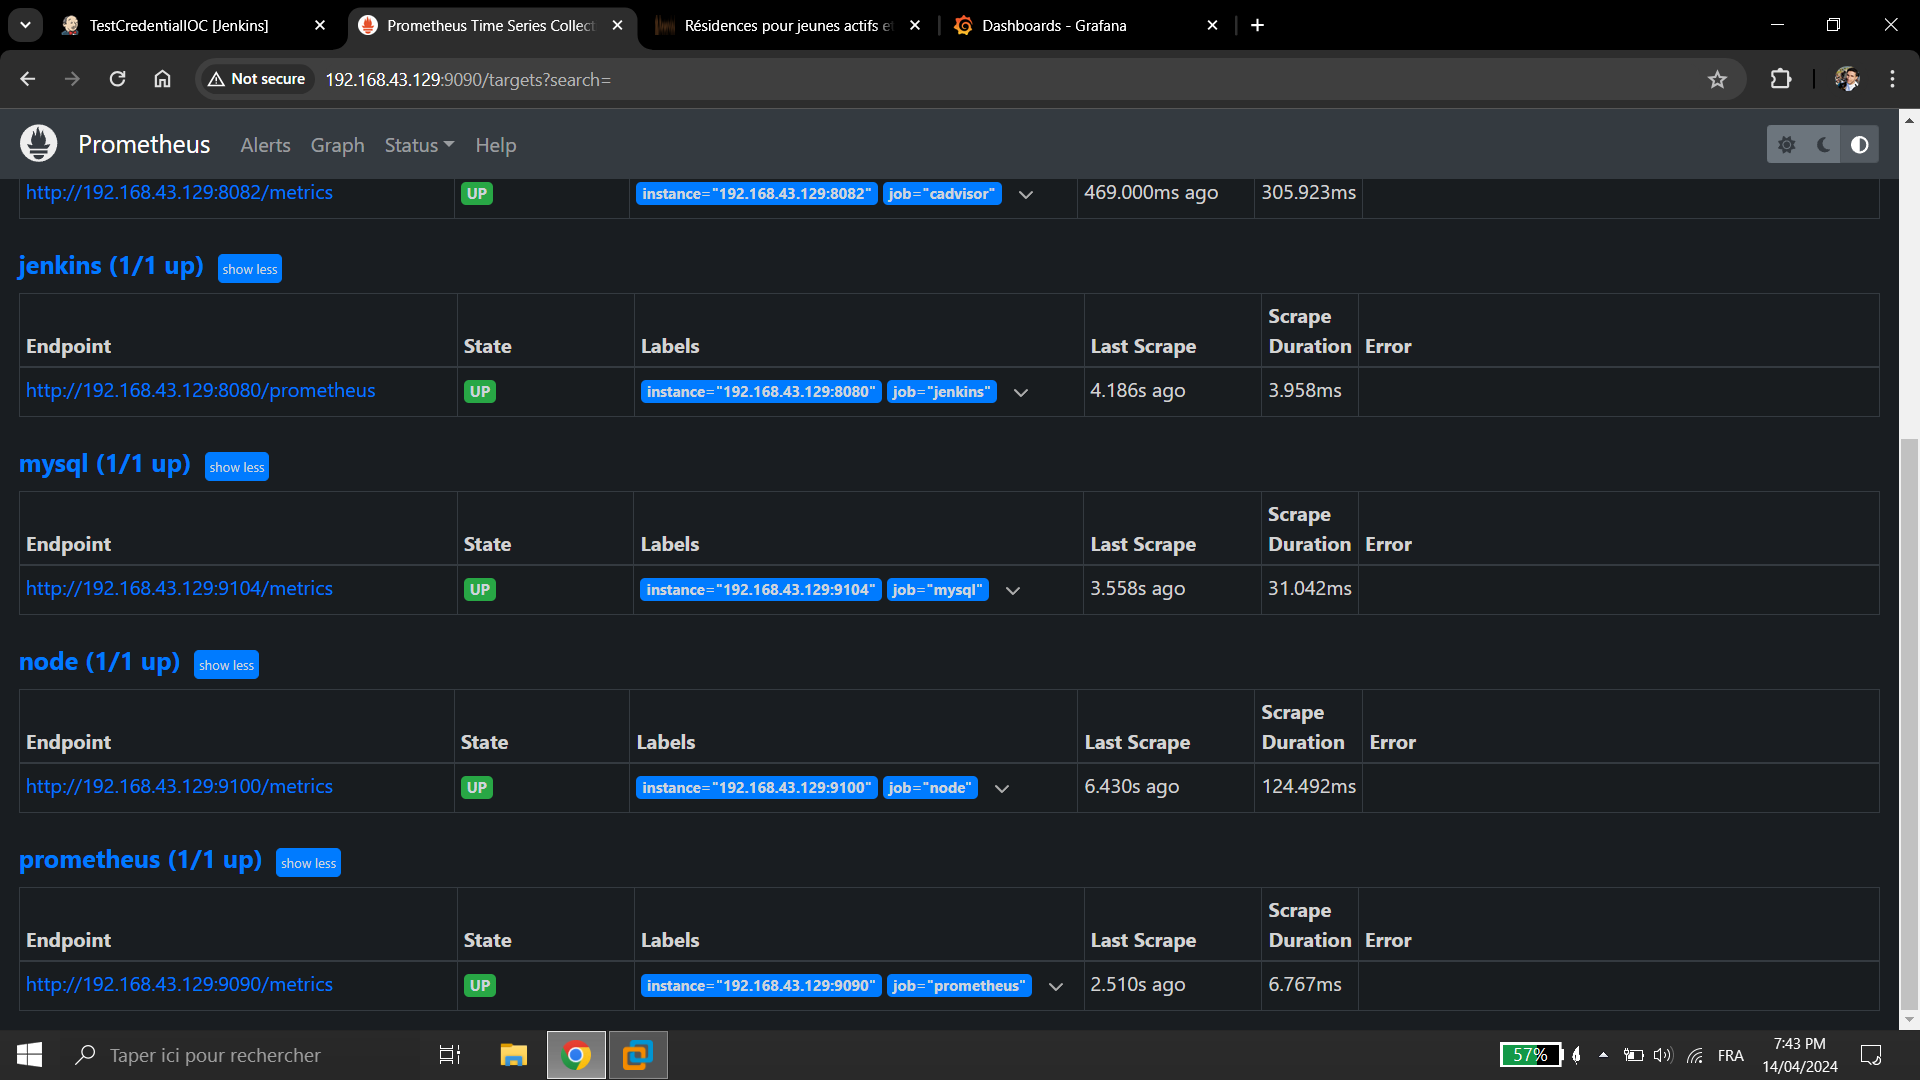 TestCredentialIOC [Jenkins]
Prometheus Time Series Collect
Résidences pour jeunes actifs et
Dashboards - Grafana
Not secure
192.168.43.129:9090/targets?search=
Prometheus
Alerts
Graph
Status
Help
http://192.168.43.129:8082/metrics UP instance="192.168.43.129:8082" job="cadvisor" 469.000ms ago 305.923ms
jenkins (1/1 up) show less
Endpoint State Labels Last Scrape Scrape Duration Error
http://192.168.43.129:8080/prometheus UP instance="192.168.43.129:8080" job="jenkins" 4.186s ago 3.958ms
mysql (1/1 up) show less
Endpoint State Labels Last Scrape Scrape Duration Error
http://192.168.43.129:9104/metrics UP instance="192.168.43.129:9104" job="mysql" 3.558s ago 31.042ms
node (1/1 up) show less
Endpoint State Labels Last Scrape Scrape Duration Error
http://192.168.43.129:9100/metrics UP instance="192.168.43.129:9100" job="node" 6.430s ago 124.492ms
prometheus (1/1 up) show less
Endpoint State Labels Last Scrape Scrape Duration Error
http://192.168.43.129:9090/metrics UP instance="192.168.43.129:9090" job="prometheus" 2.510s ago 6.767ms
Taper ici pour rechercher
57%
FRA
7:43 PM
14/04/2024